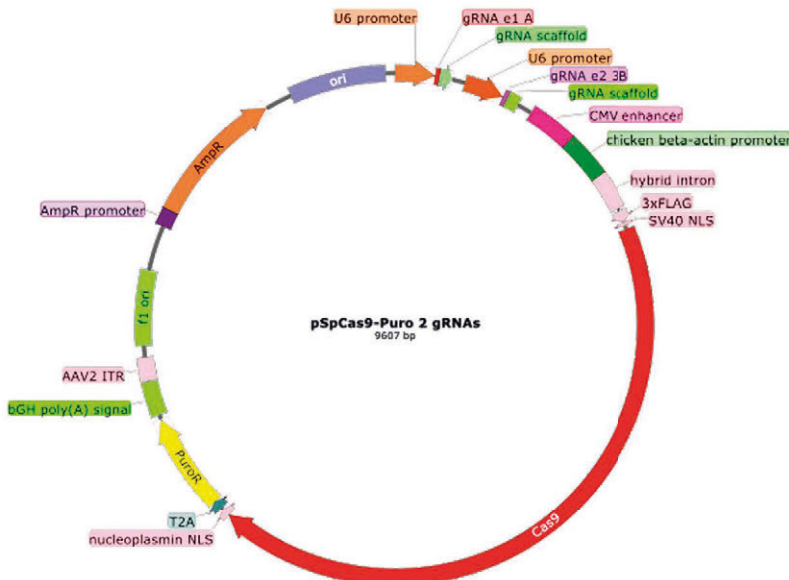 U6 promoter
gRNA e1 A
gRNA scaffold
U6 promoter
gRNA e2 3B
gRNA scaffold
CMV enhancer
chicken beta-actin promoter
hybrid intron
3xFLAG
SV40 NLS
ori
AmpR
AmpR promoter
f1 ori
pSpCas9-Puro 2 gRNAs
9607 bp
AAV2 ITR
bGH poly(A) signal
PuroR
T2A
nucleoplasmin NLS
Cas9